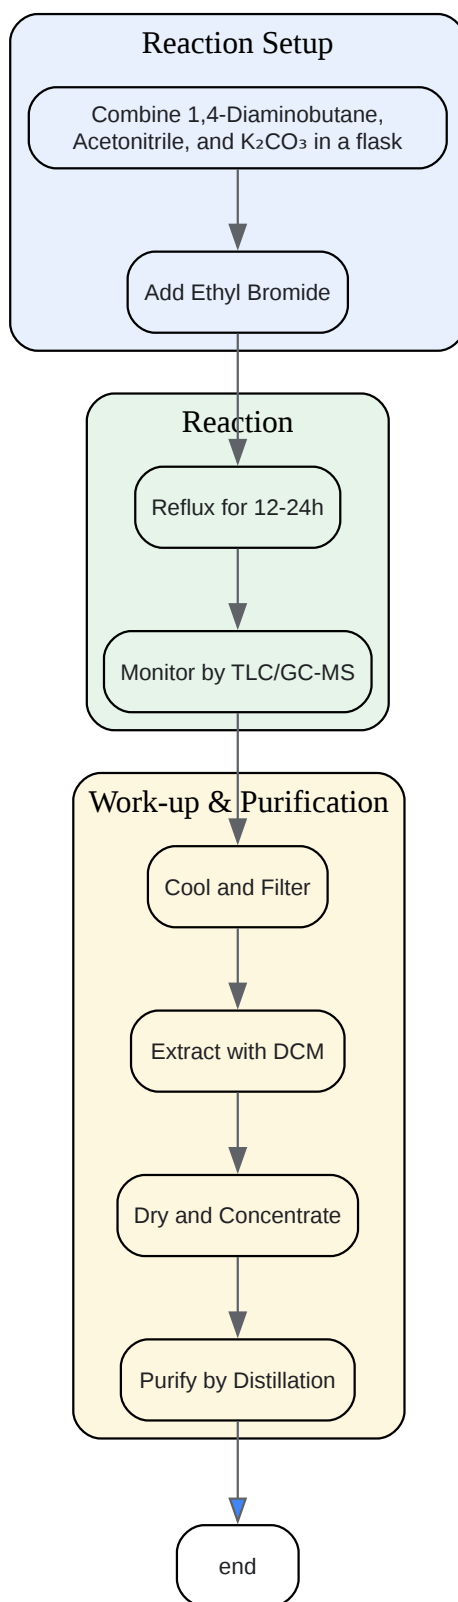 Reaction Setup
Combine 1,4-Diaminobutane,
Acetonitrile, and K₂CO₃ in a flask
Add Ethyl Bromide
Reaction
Reflux for 12-24h
Monitor by TLC/GC-MS
Work-up & Purification
Cool and Filter
Extract with DCM
Dry and Concentrate
Purify by Distillation
end